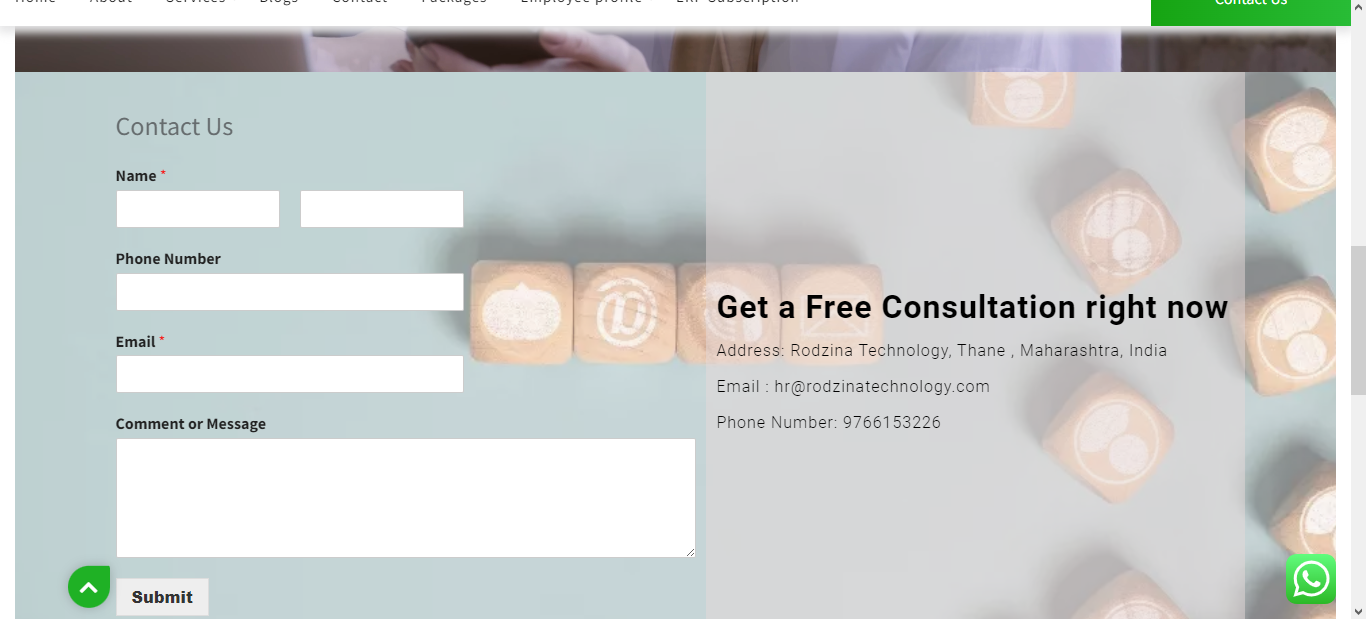 Home About Services Blogs Contact Packages Employee profile ERP Subscription
Contact Us
Contact Us
Name *
Phone Number
Email *
Comment or Message
Submit
Get a Free Consultation right now
Address: Rodzina Technology, Thane , Maharashtra, India
Email : hr@rodzinatechnology.com
Phone Number: 9766153226